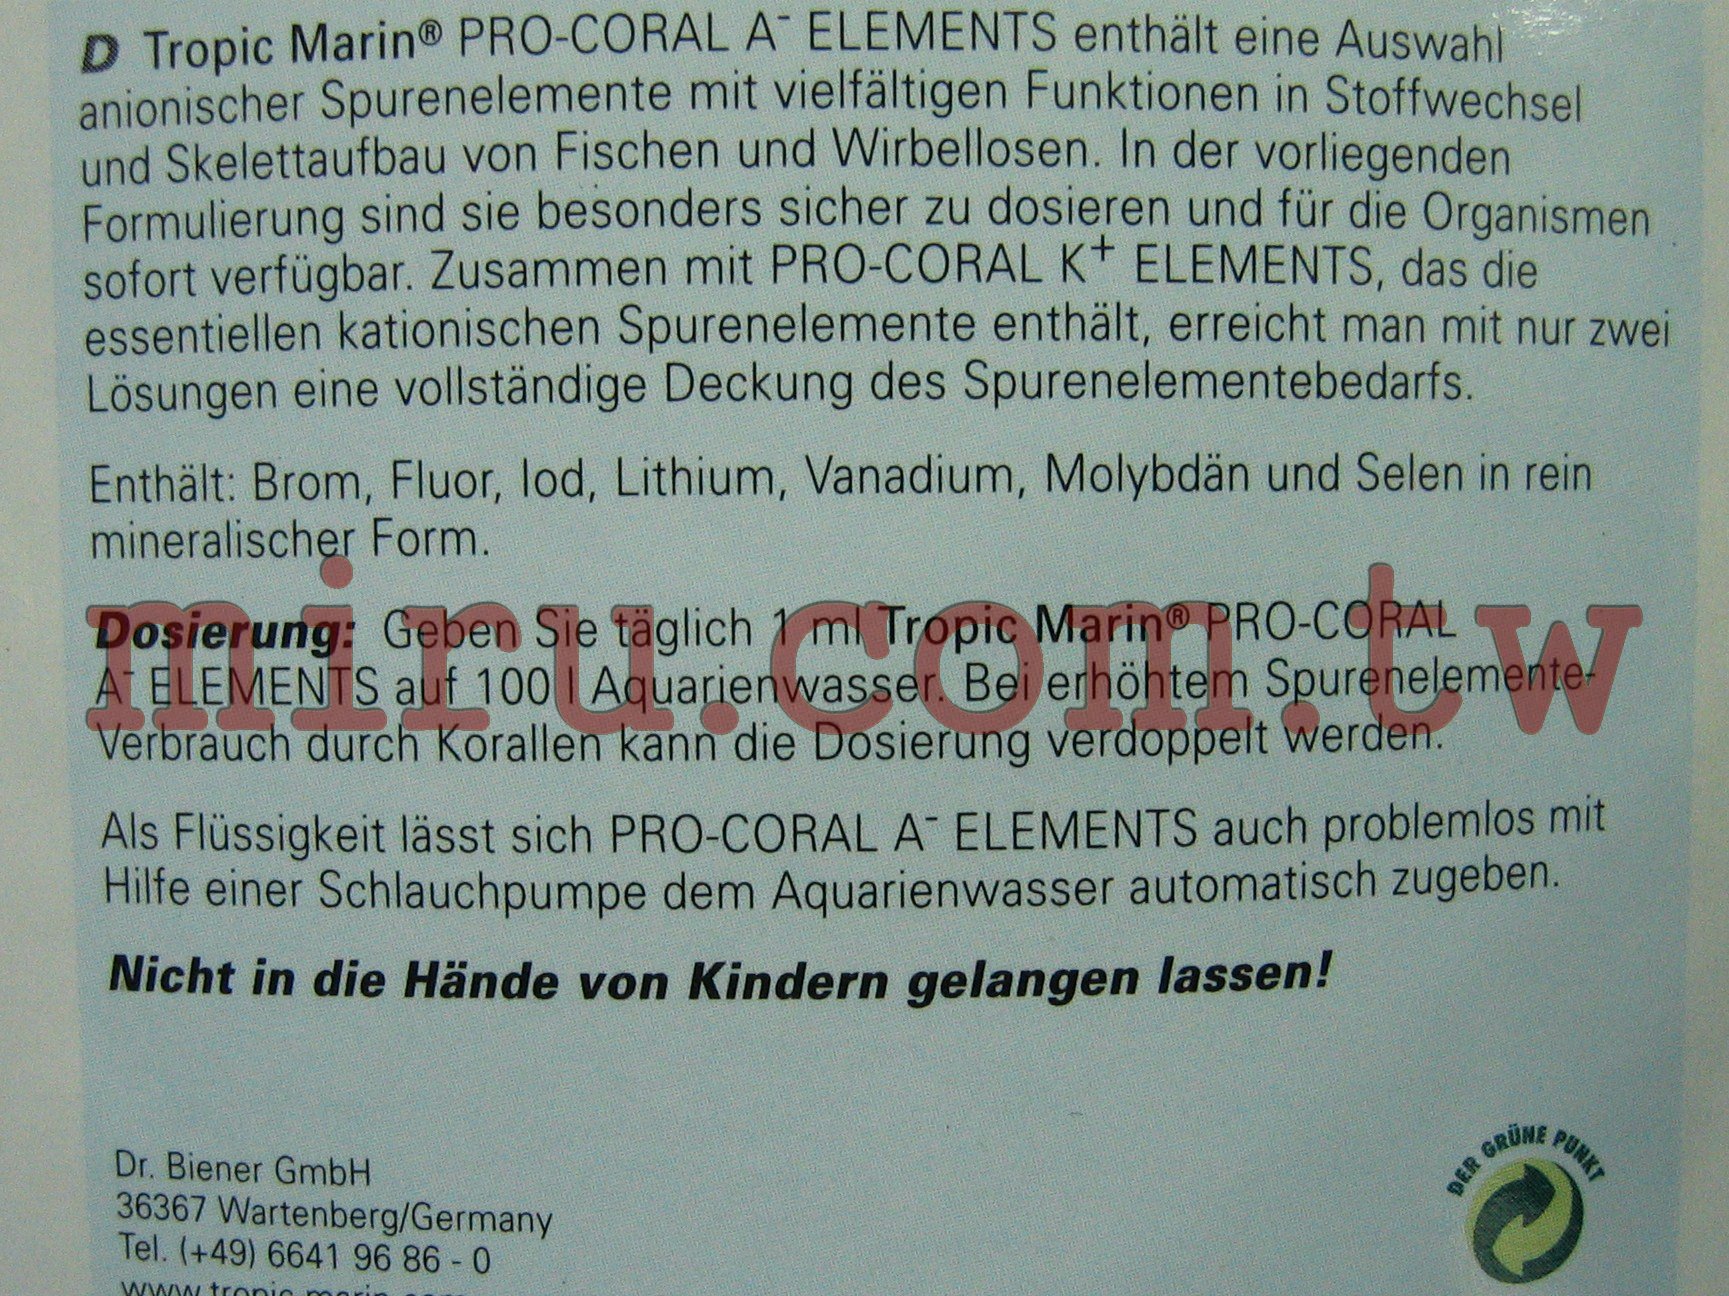 D Tropic Marin® PRO-CORAL A⁻ ELEMENTS enthält eine Auswahl
anionischer Spurenelemente mit vielfältigen Funktionen in Stoffwechsel
und Skelettaufbau von Fischen und Wirbellosen. In der vorliegenden
Formulierung sind sie besonders sicher zu dosieren und für die Organismen
sofort verfügbar. Zusammen mit PRO-CORAL K⁺ ELEMENTS, das die
essentiellen kationischen Spurenelemente enthält, erreicht man mit nur zwei
Lösungen eine vollständige Deckung des Spurenelementebedarfs.
Enthält: Brom, Fluor, Iod, Lithium, Vanadium, Molybdän und Selen in rein
mineralischer Form.
miru.com.tw
Dosierung: Geben Sie täglich 1 ml Tropic Marin® PRO-CORAL
A⁻ ELEMENTS auf 100 l Aquarienwasser. Bei erhöhtem Spurenelemente-
Verbrauch durch Korallen kann die Dosierung verdoppelt werden.
Als Flüssigkeit lässt sich PRO-CORAL A⁻ ELEMENTS auch problemlos mit
Hilfe einer Schlauchpumpe dem Aquarienwasser automatisch zugeben.
Nicht in die Hände von Kindern gelangen lassen!
Dr. Biener GmbH
36367 Wartenberg/Germany
Tel. (+49) 6641 96 86 - 0
www.tropic-marin.com
DER GRÜNE PUNKT